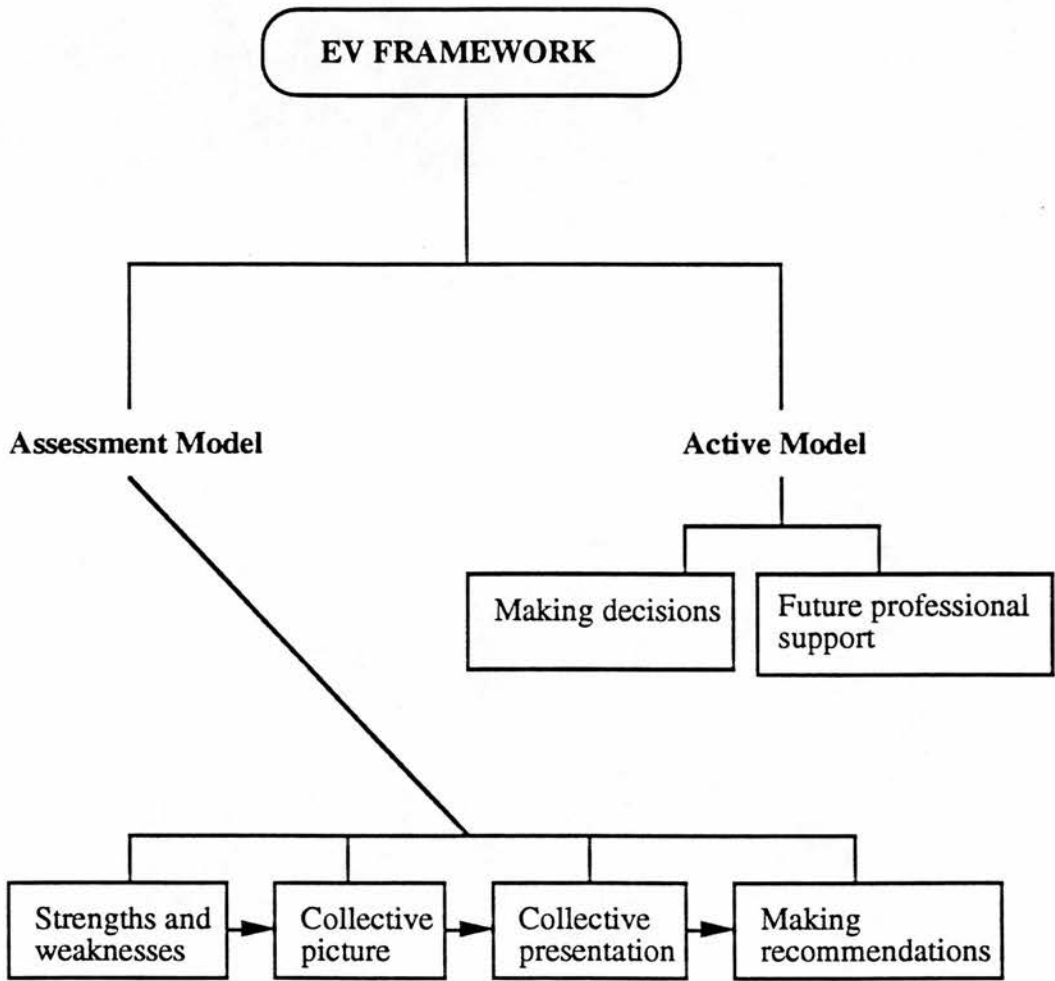 EV FRAMEWORK
Assessment Model
Active Model
Making decisions
Future professional
support
Strengths and
weaknesses
Collective
picture
Collective
presentation
Making
recommendations